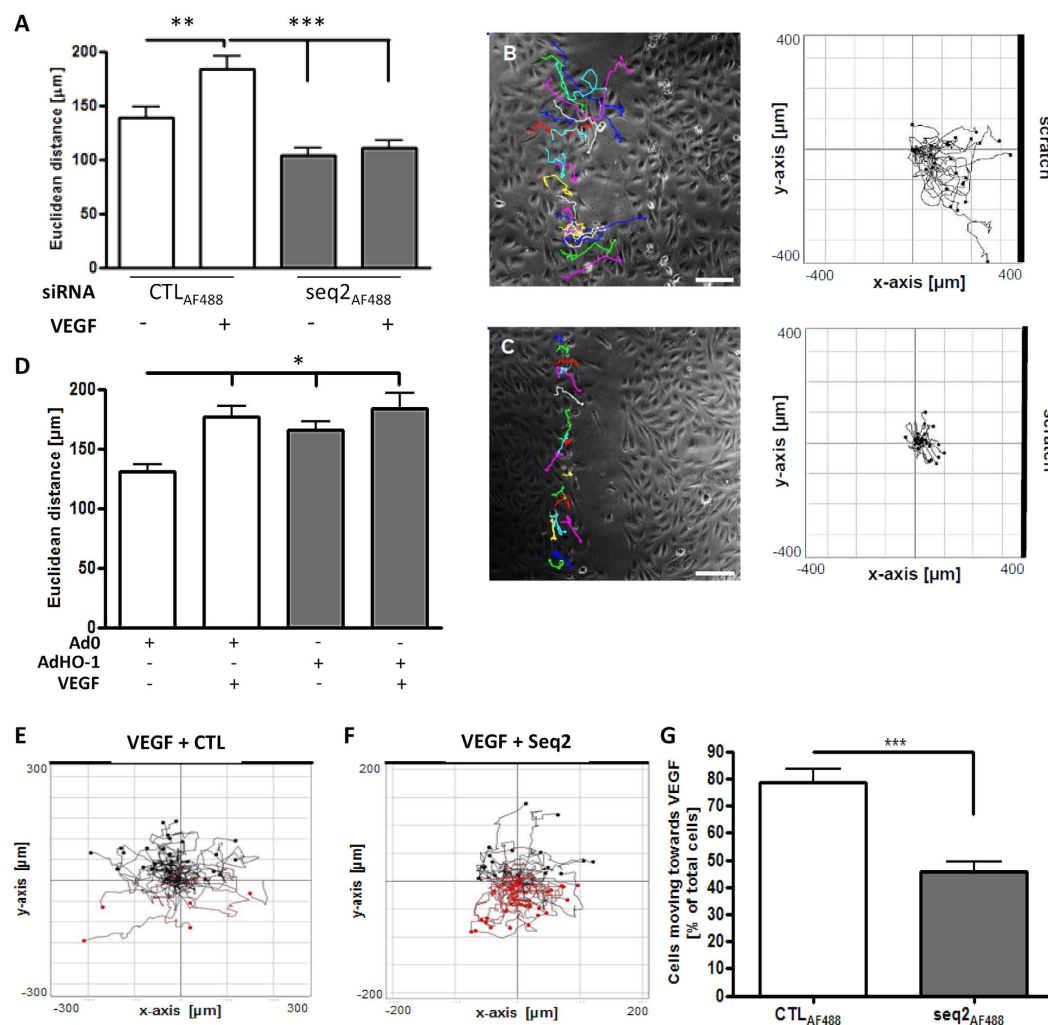 A
** ***
Euclidean distance [µm]
200
150
100
50
0
siRNA CTLAF488 seq2AF488
VEGF - + - +
B
400
y-axis [µm]
-400
-400 x-axis [µm] 400
scratch
C
400
y-axis [µm]
-400
-400 x-axis [µm] 400
scratch
D
*
Euclidean distance [µm]
200
150
100
50
0
Ad0 + + - -
AdHO-1 - - + +
VEGF - + - +
E
VEGF + CTL
300
y-axis [µm]
-300
-300 0 300
x-axis [µm]
F
VEGF + Seq2
200
y-axis [µm]
-200
-200 0 200
x-axis [µm]
G
***
Cells moving towards VEGF
[% of total cells]
90
80
70
60
50
40
30
20
10
0
CTLAF488 seq2AF488